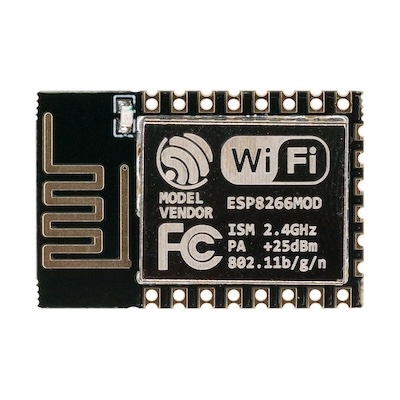 WiFi
MODEL
VENDOR
ESP8266MOD
FC
ISM 2.4GHz
PA +25dBm
802.11b/g/n